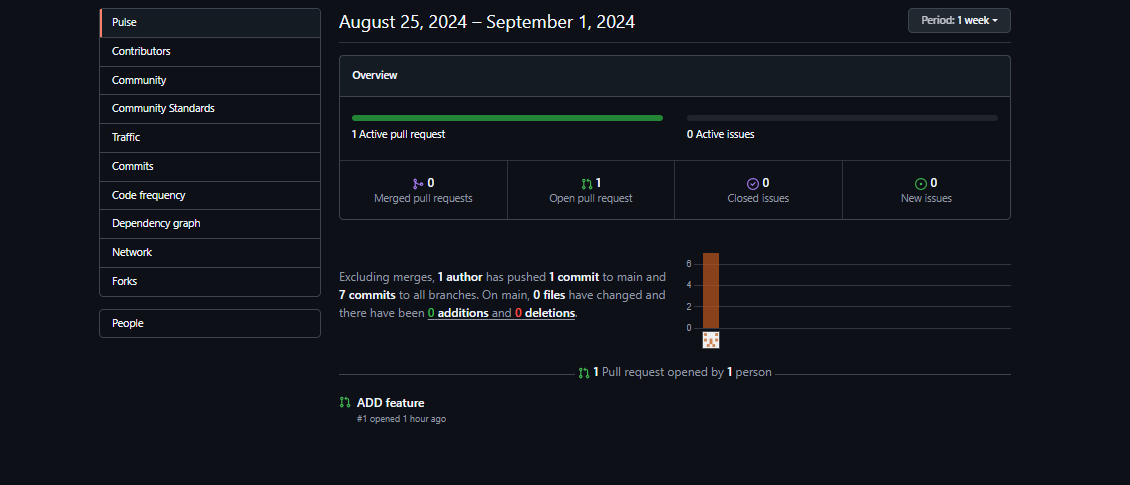 Pulse
Contributors
Community
Community Standards
Traffic
Commits
Code frequency
Dependency graph
Network
Forks
People
August 25, 2024 – September 1, 2024
Period: 1 week
Overview
1 Active pull request
0 Active issues
0
Merged pull requests
1
Open pull request
0
Closed issues
0
New issues
Excluding merges, 1 author has pushed 1 commit to main and
7 commits to all branches. On main, 0 files have changed and
there have been 0 additions and 0 deletions.
6
4
2
0
1 Pull request opened by 1 person
ADD feature
#1 opened 1 hour ago